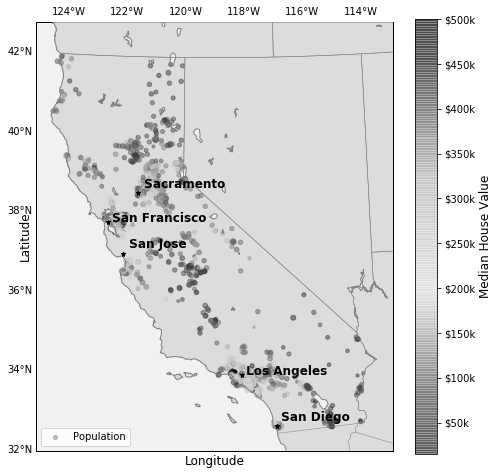 124°W 122°W 120°W 118°W 116°W 114°W
$500k
42°N
$450k
$400k
40°N
$350k
Sacramento
$300k
38°N
San Francisco
Latitude
San Jose
$250k
Median House Value
36°N
$200k
$150k
34°N
Los Angeles
$100k
San Diego
$50k
Population
32°N
Longitude